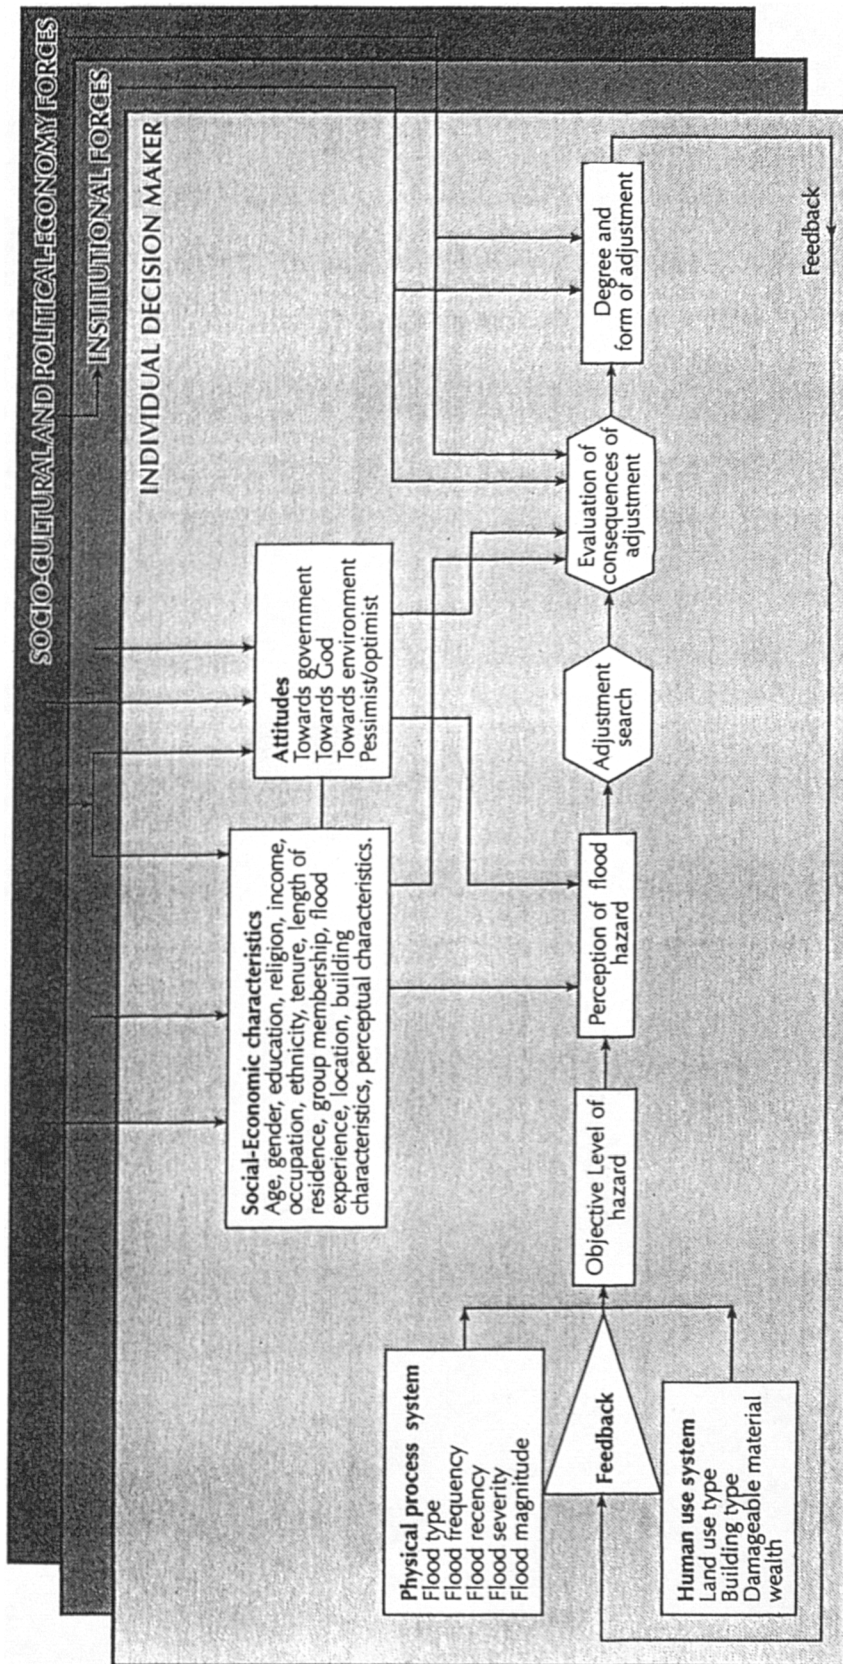 SOCIO-CULTURAL AND POLITICAL-ECONOMY FORCES
INSTITUTIONAL FORCES
INDIVIDUAL DECISION MAKER
Social-Economic characteristics
Age, gender, education, religion, income,
occupation, ethnicity, tenure, length of
residence, group membership, flood
experience, location, building
characteristics, perceptual characteristics.
Attitudes
Towards government
Towards God
Towards environment
Pessimist/optimist
Physical process system
Flood type
Flood frequency
Flood recency
Flood severity
Flood magnitude
Feedback
Human use system
Land use type
Building type
Damageable material
wealth
Objective Level of
hazard
Perception of flood
hazard
Adjustment
search
Evaluation of
consequences of
adjustment
Degree and
form of adjustment
Feedback